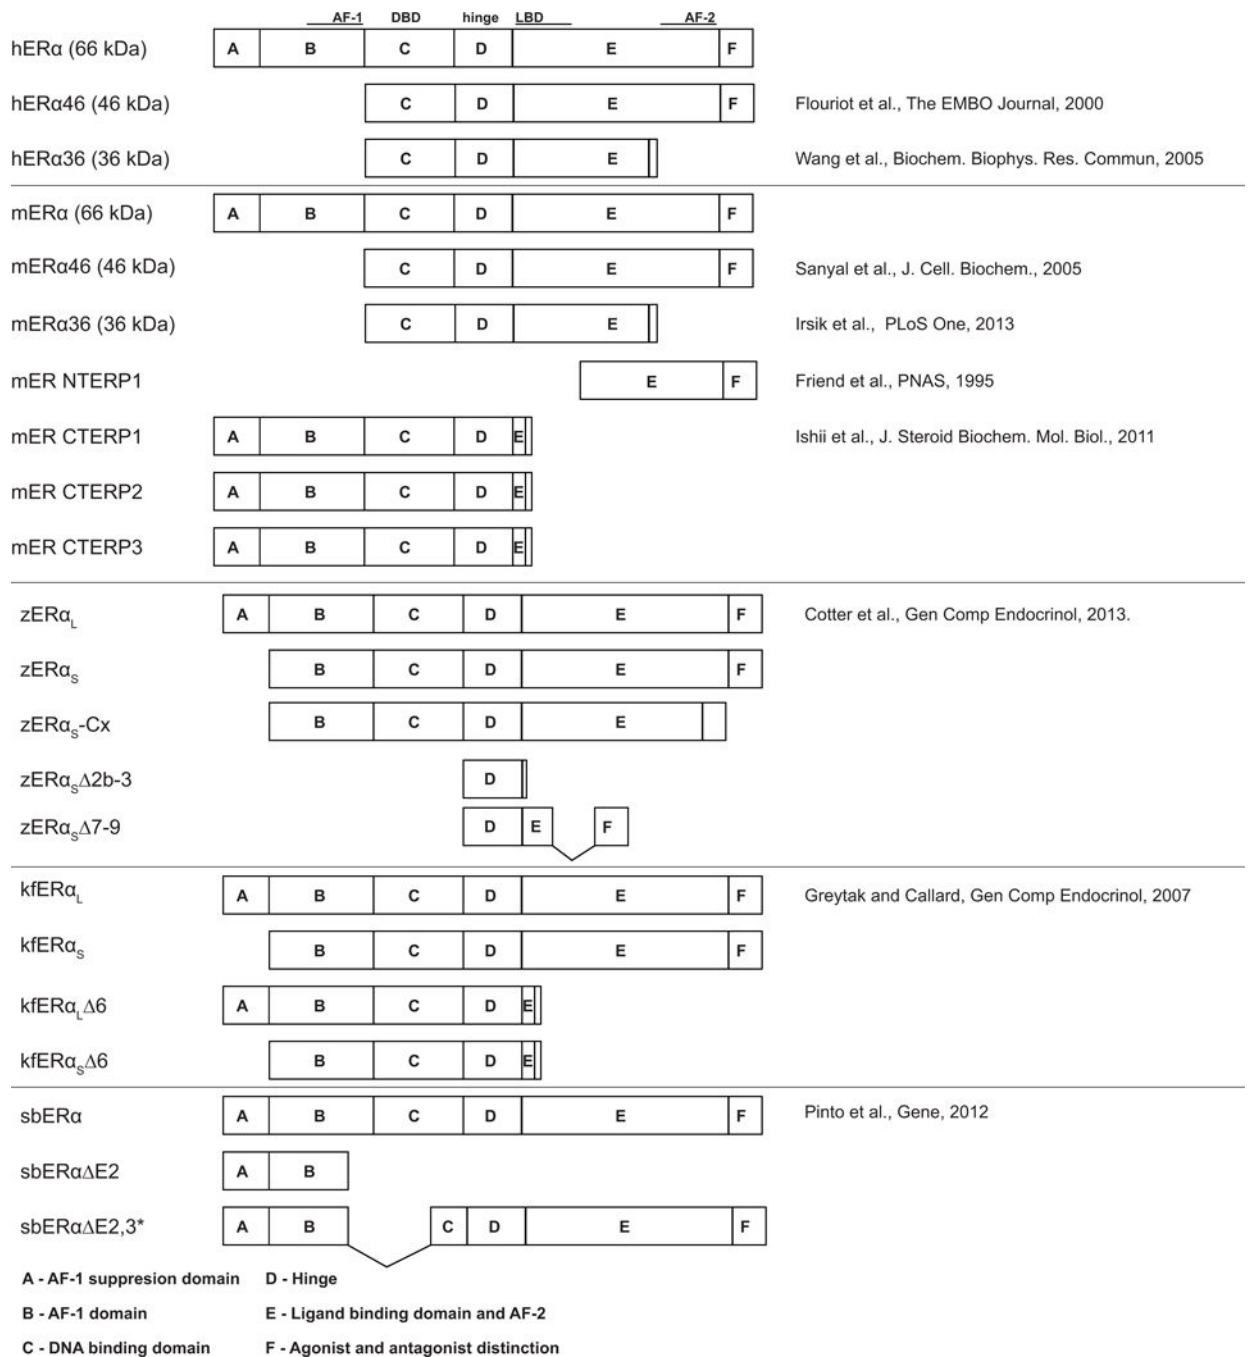 AF-1 DBD hinge LBD AF-2
hERα (66 kDa) A B C D E F
hERα46 (46 kDa) C D E F Flouriot et al., The EMBO Journal, 2000
hERα36 (36 kDa) C D E Wang et al., Biochem. Biophys. Res. Commun, 2005
mERα (66 kDa) A B C D E F
mERα46 (46 kDa) C D E F Sanyal et al., J. Cell. Biochem., 2005
mERα36 (36 kDa) C D E Irsik et al., PLoS One, 2013
mER NTERP1 E F Friend et al., PNAS, 1995
mER CTERP1 A B C D E Ishii et al., J. Steroid Biochem. Mol. Biol., 2011
mER CTERP2 A B C D E
mER CTERP3 A B C D E
zERαL A B C D E F Cotter et al., Gen Comp Endocrinol, 2013.
zERαS B C D E F
zERαS-Cx B C D E
zERαSΔ2b-3 D
zERαSΔ7-9 D E F
kfERαL A B C D E F Greytak and Callard, Gen Comp Endocrinol, 2007
kfERαS B C D E F
kfERαLΔ6 A B C D E
kfERαSΔ6 B C D E
sbERα A B C D E F Pinto et al., Gene, 2012
sbERαΔE2 A B
sbERαΔE2,3* A B C D E F
A - AF-1 suppresion domain D - Hinge
B - AF-1 domain E - Ligand binding domain and AF-2
C - DNA binding domain F - Agonist and antagonist distinction